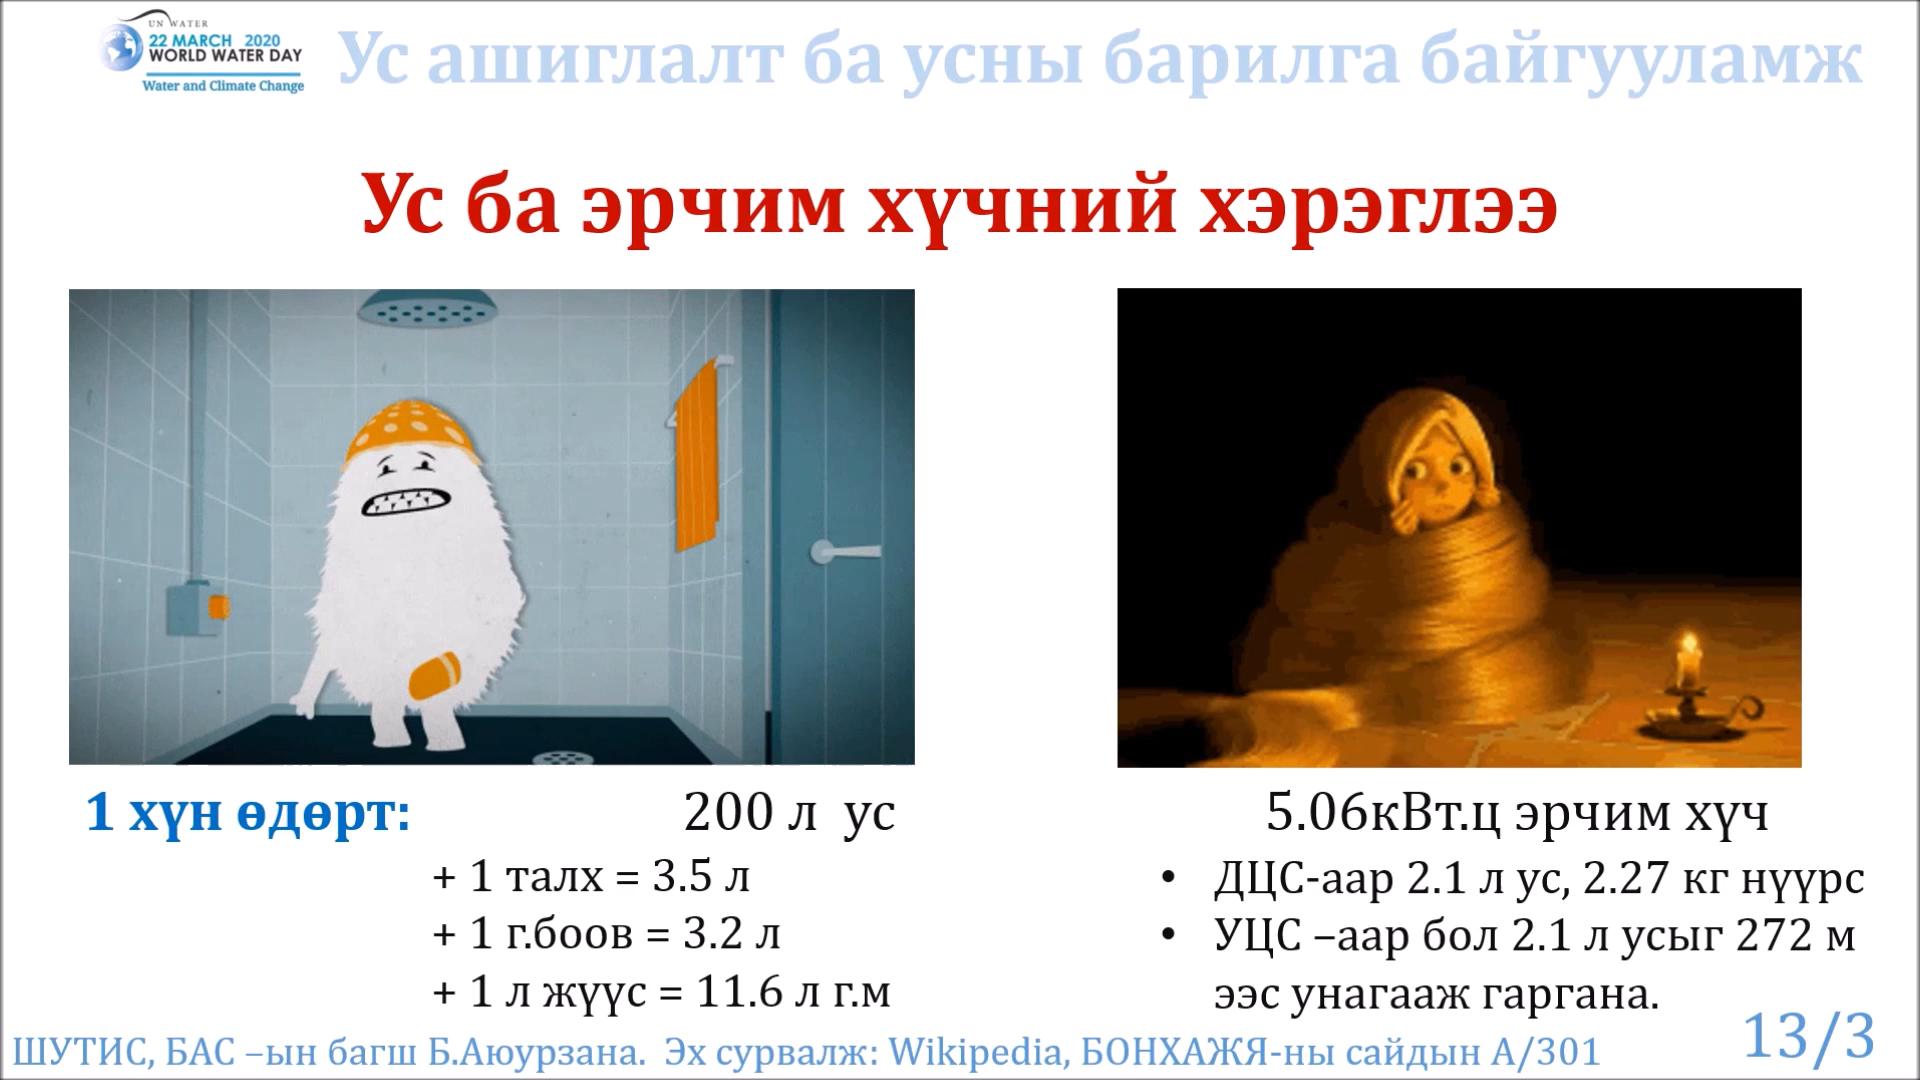 UN WATER
22 MARCH 2020
WORLD WATER DAY
Water and Climate Change
Ус ашиглалт ба усны барилга байгууламж
Ус ба эрчим хүчний хэрэглээ
1 хүн өдөрт: 200 л ус
+ 1 талх = 3.5 л
+ 1 г.боов = 3.2 л
+ 1 л жүүс = 11.6 л г.м
5.06кВт.ц эрчим хүч
• ДЦС-аар 2.1 л ус, 2.27 кг нүүрс
• УЦС –аар бол 2.1 л усыг 272 м
ээс унагааж гаргана.
ШУТИС, БАС –ын багш Б.Аюурзана. Эх сурвалж: Wikipedia, БОНХАЖЯ-ны сайдын А/301
13/3